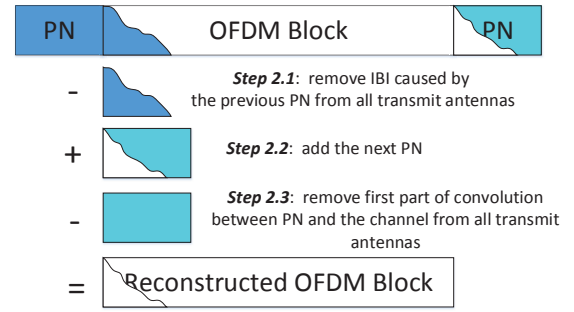 PN OFDM Block PN
- Step 2.1: remove IBI caused by
the previous PN from all transmit antennas
+ Step 2.2: add the next PN
- Step 2.3: remove first part of convolution
between PN and the channel from all transmit
antennas
= Reconstructed OFDM Block